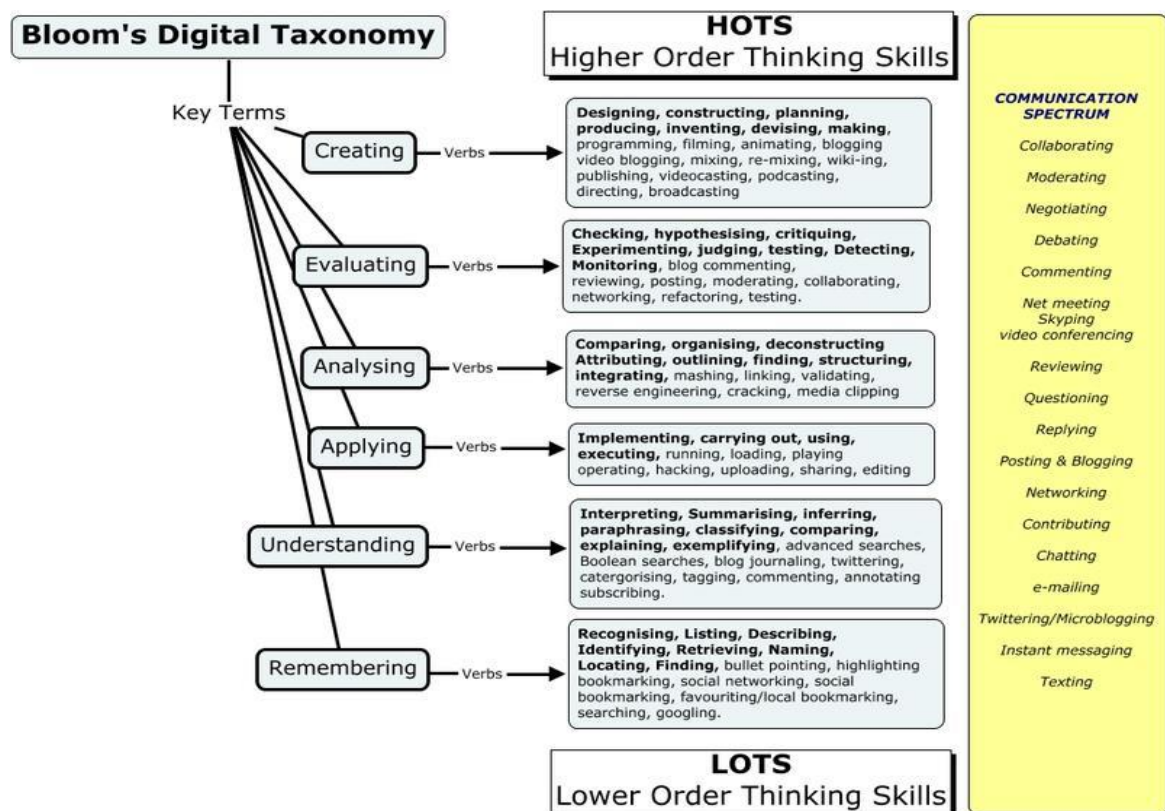 Bloom's Digital Taxonomy
Key Terms
HOTS
Higher Order Thinking Skills
Creating
Verbs
Designing, constructing, planning,
producing, inventing, devising, making,
programming, filming, animating, blogging
video blogging, mixing, re-mixing, wiki-ing,
publishing, videocasting, podcasting,
directing, broadcasting
Evaluating
Verbs
Checking, hypothesising, critiquing,
Experimenting, judging, testing, Detecting,
Monitoring, blog commenting,
reviewing, posting, moderating, collaborating,
networking, refactoring, testing.
Analysing
Verbs
Comparing, organising, deconstructing
Attributing, outlining, finding, structuring,
integrating, mashing, linking, validating,
reverse engineering, cracking, media clipping
Applying
Verbs
Implementing, carrying out, using,
executing, running, loading, playing
operating, hacking, uploading, sharing, editing
Understanding
Verbs
Interpreting, Summarising, inferring,
paraphrasing, classifying, comparing,
explaining, exemplifying, advanced searches,
Boolean searches, blog journaling, twittering,
catergorising, tagging, commenting, annotating
subscribing.
Remembering
Verbs
Recognising, Listing, Describing,
Identifying, Retrieving, Naming,
Locating, Finding, bullet pointing, highlighting
bookmarking, social networking, social
bookmarking, favouriting/local bookmarking,
searching, googling.
LOTS
Lower Order Thinking Skills
COMMUNICATION
SPECTRUM
Collaborating
Moderating
Negotiating
Debating
Commenting
Net meeting
Skyping
video conferencing
Reviewing
Questioning
Replying
Posting & Blogging
Networking
Contributing
Chatting
e-mailing
Twittering/Microblogging
Instant messaging
Texting